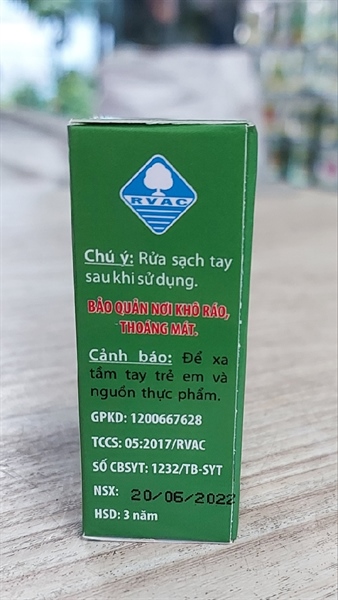 RVAC
Chú ý: Rửa sạch tay
sau khi sử dụng.
BẢO QUẢN NƠI KHÔ RÁO,
THOÁNG MÁT.
Cảnh báo: Để xa
tầm tay trẻ em và
nguồn thực phẩm.
GPKD: 1200667628
TCCS: 05:2017/RVAC
SỐ CBSYT: 1232/TB-SYT
NSX: 20/06/2022
HSD: 3 năm